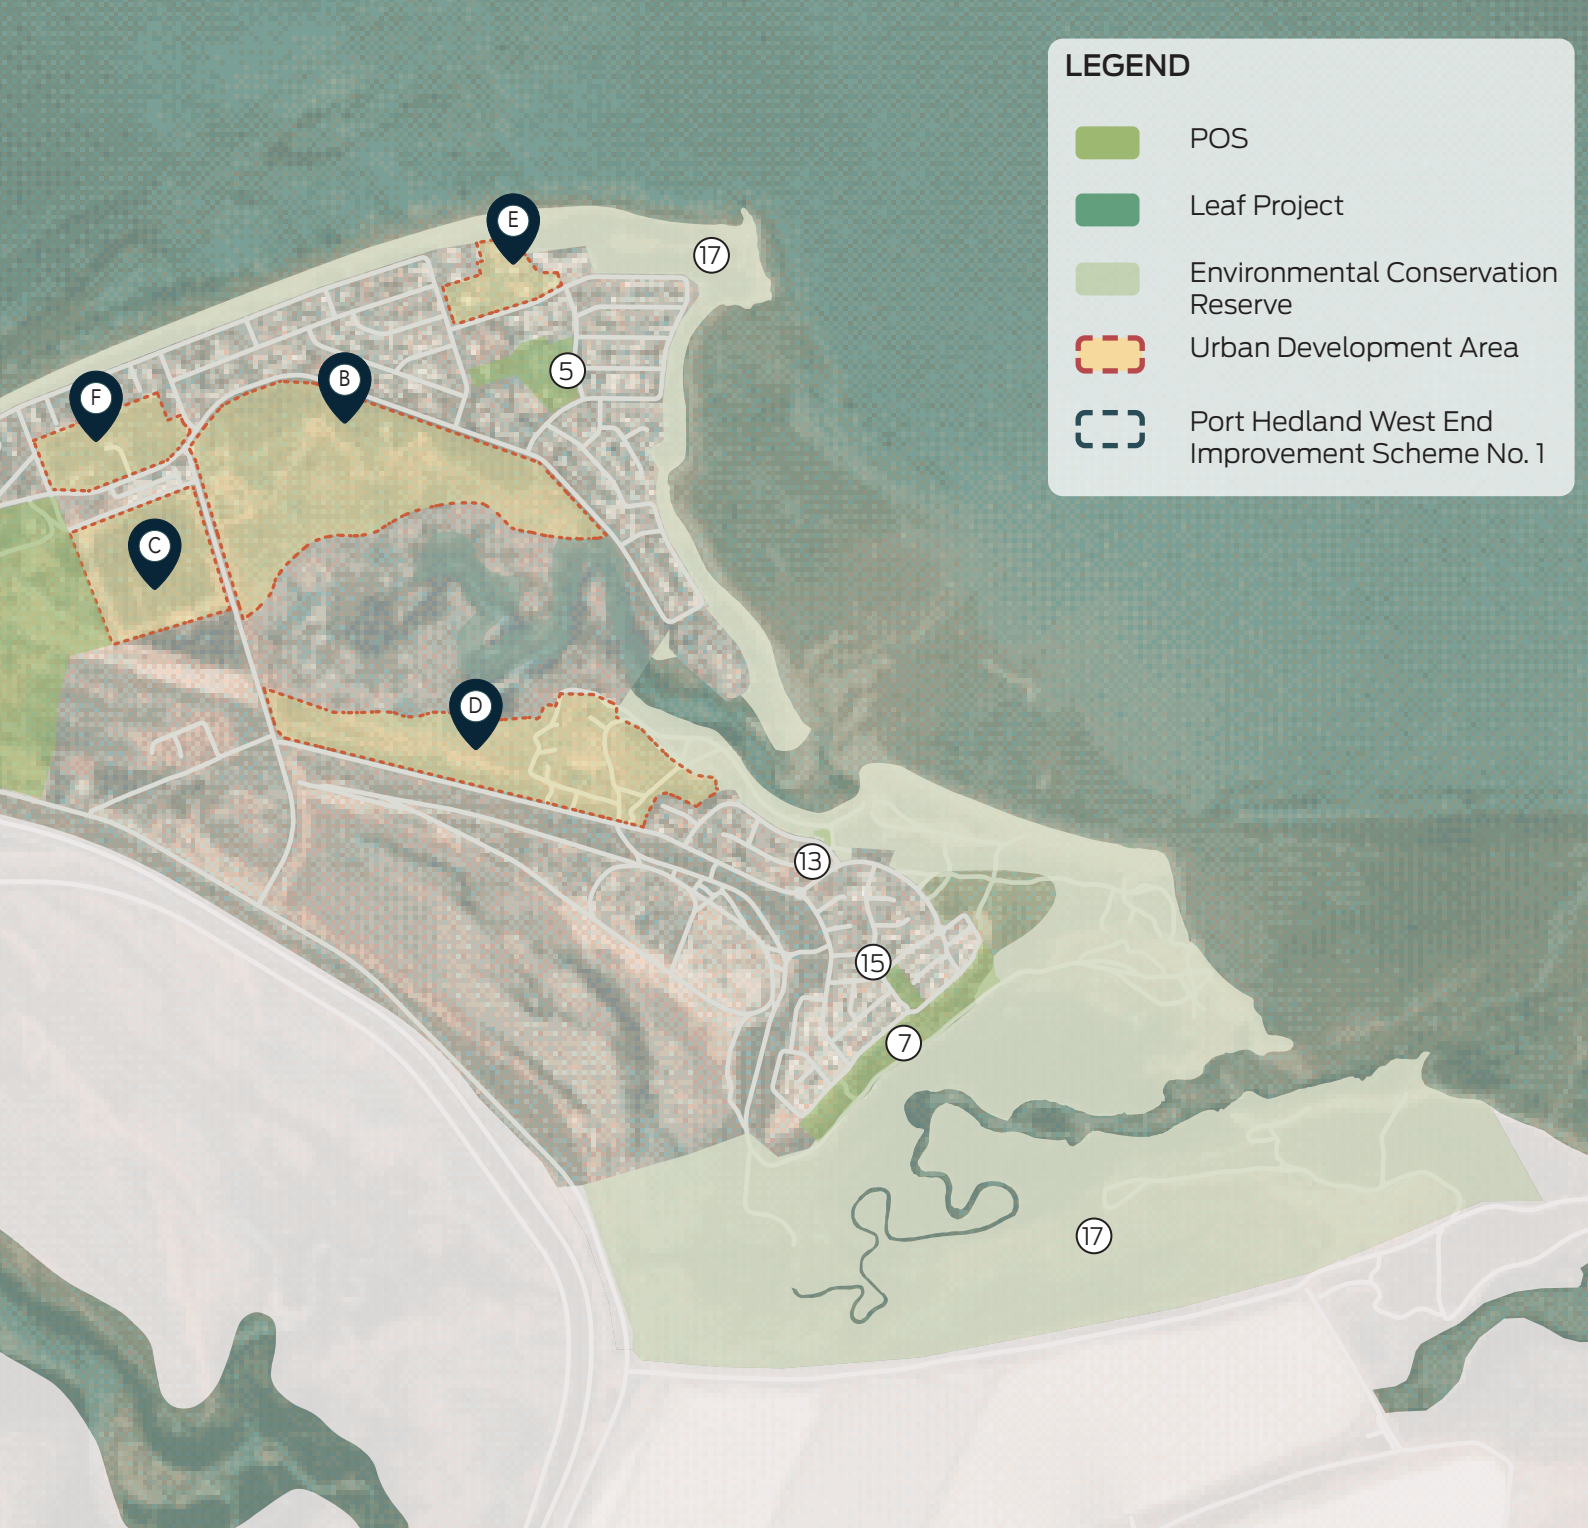 LEGEND
POS
Leaf Project
Environmental Conservation
Reserve
Urban Development Area
Port Hedland West End
Improvement Scheme No. 1
E
17
5
B
F
C
D
13
15
7
17